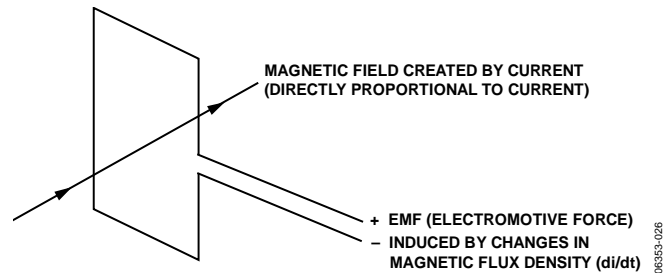 MAGNETIC FIELD CREATED BY CURRENT
(DIRECTLY PROPORTIONAL TO CURRENT)
+ EMF (ELECTROMOTIVE FORCE)
– INDUCED BY CHANGES IN
MAGNETIC FLUX DENSITY (di/dt)
06353-026